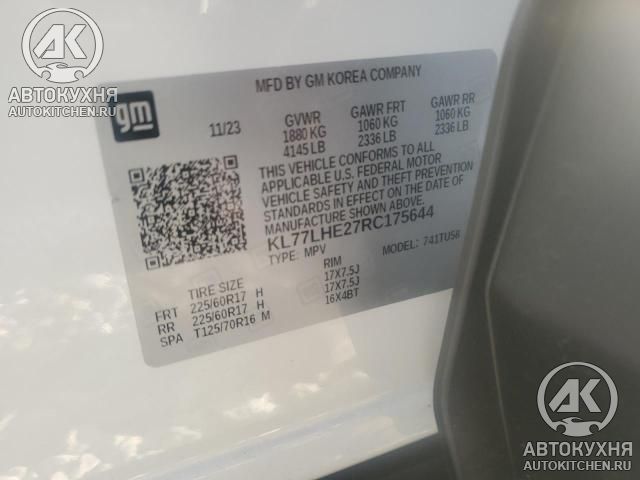 АК
АВТОКУХНЯ
AUTOKITCHEN.RU
gm
MFD BY GM KOREA COMPANY
11/23
GVWR
1880 KG
4145 LB
GAWR FRT
1060 KG
2336 LB
GAWR RR
1060 KG
2336 LB
THIS VEHICLE CONFORMS TO ALL
APPLICABLE U.S. FEDERAL MOTOR
VEHICLE SAFETY AND THEFT PREVENTION
STANDARDS IN EFFECT ON THE DATE OF
MANUFACTURE SHOWN ABOVE.
KL77LHE27RC175644
TYPE: MPV
MODEL: 741TU58
TIRE SIZE
RIM
FRT 225/60R17 H 17X7.5J
RR 225/60R17 H 17X7.5J
SPA T125/70R16 M 16X4BT
АК
АВТОКУХНЯ
AUTOKITCHEN.RU